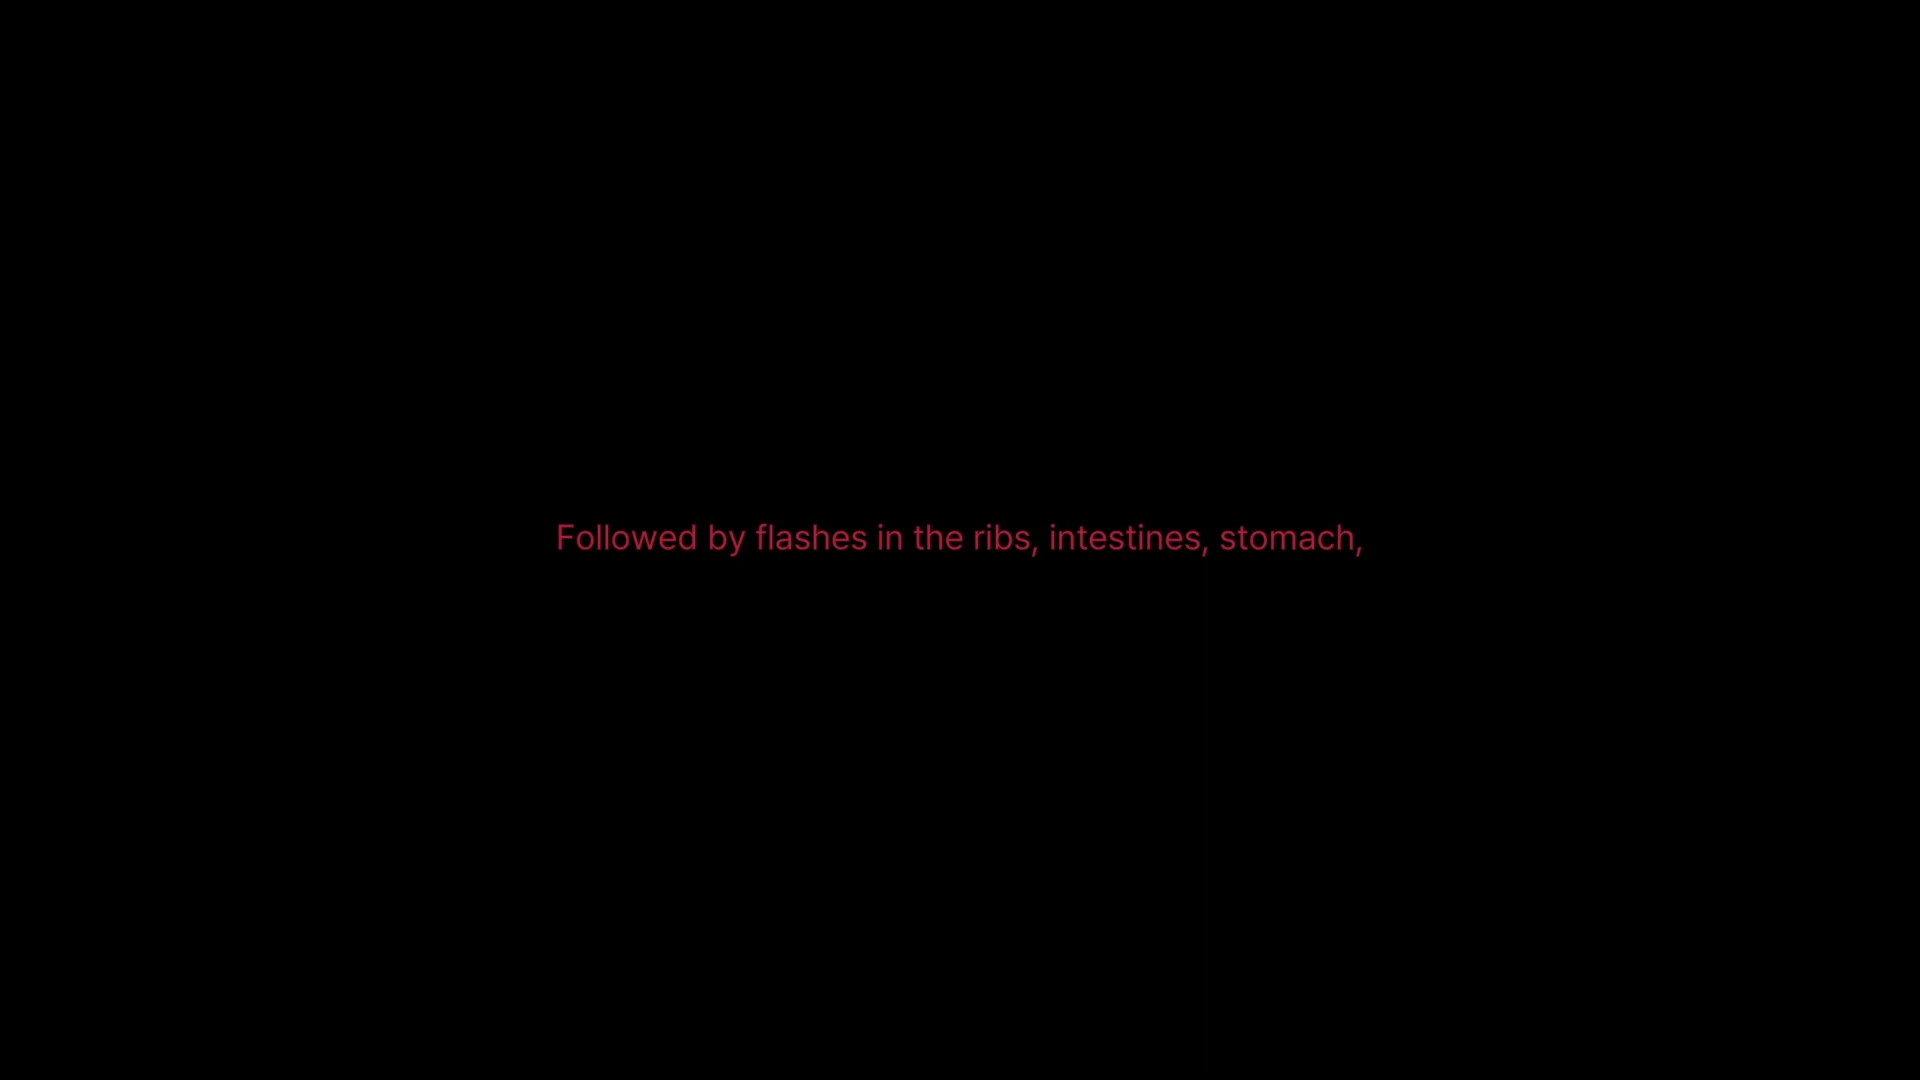 Followed by flashes in the ribs, intestines, stomach,